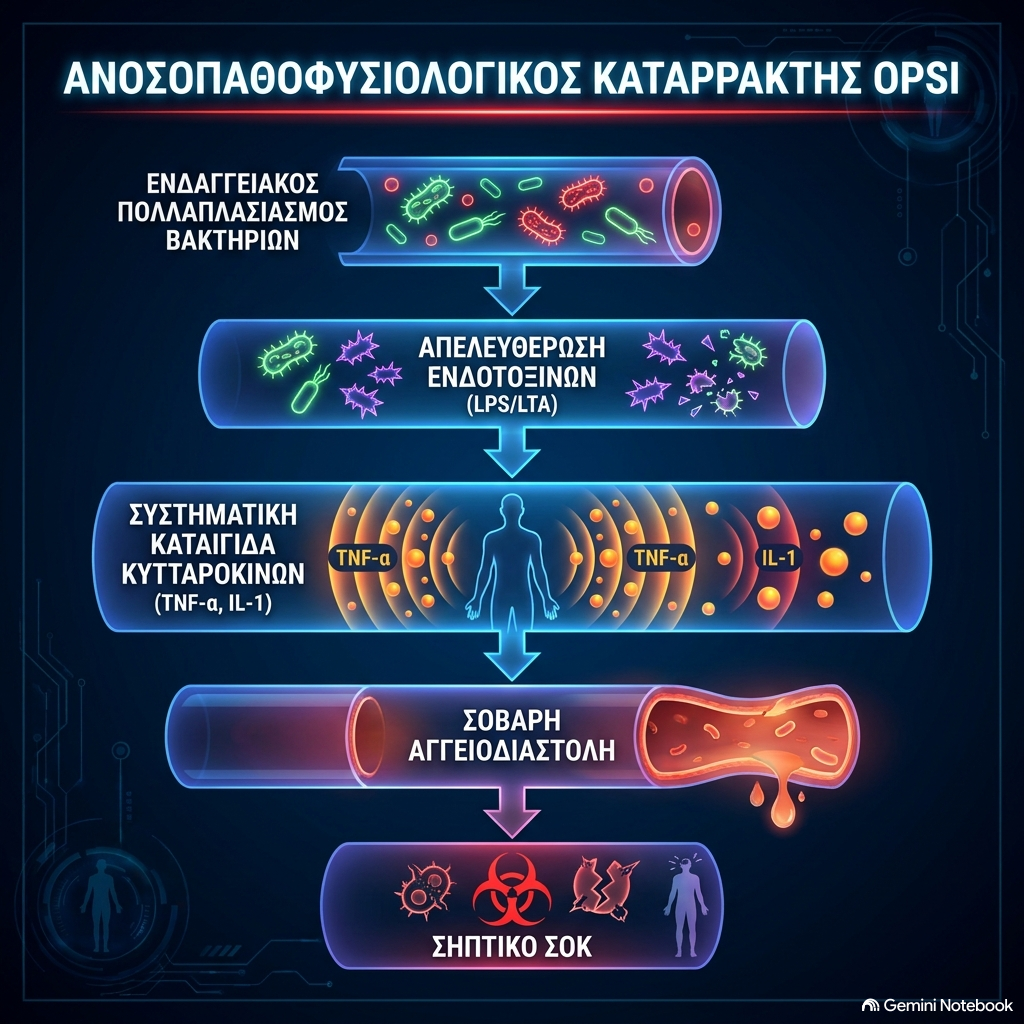 ΑΝΟΣΟΠΑΘΟΦΥΣΙΟΛΟΓΙΚΟΣ ΚΑΤΑΡΡΑΚΤΗΣ OPSI
ΕΝΔΑΓΓΕΙΑΚΟΣ
ΠΟΛΛΑΠΛΑΣΙΑΣΜΟΣ
ΒΑΚΤΗΡΙΩΝ
ΑΠΕΛΕΥΘΕΡΩΣΗ
ΕΝΔΟΤΟΞΙΝΩΝ
(LPS/LTA)
ΣΥΣΤΗΜΑΤΙΚΗ
ΚΑΤΑΙΓΙΔΑ
ΚΥΤΤΑΡΟΚΙΝΩΝ
(TNF-α, IL-1)
TNF-α
TNF-α
IL-1
ΣΟΒΑΡΗ
ΑΓΓΕΙΟΔΙΑΣΤΟΛΗ
ΣΗΠΤΙΚΟ ΣΟΚ
Gemini Notebook